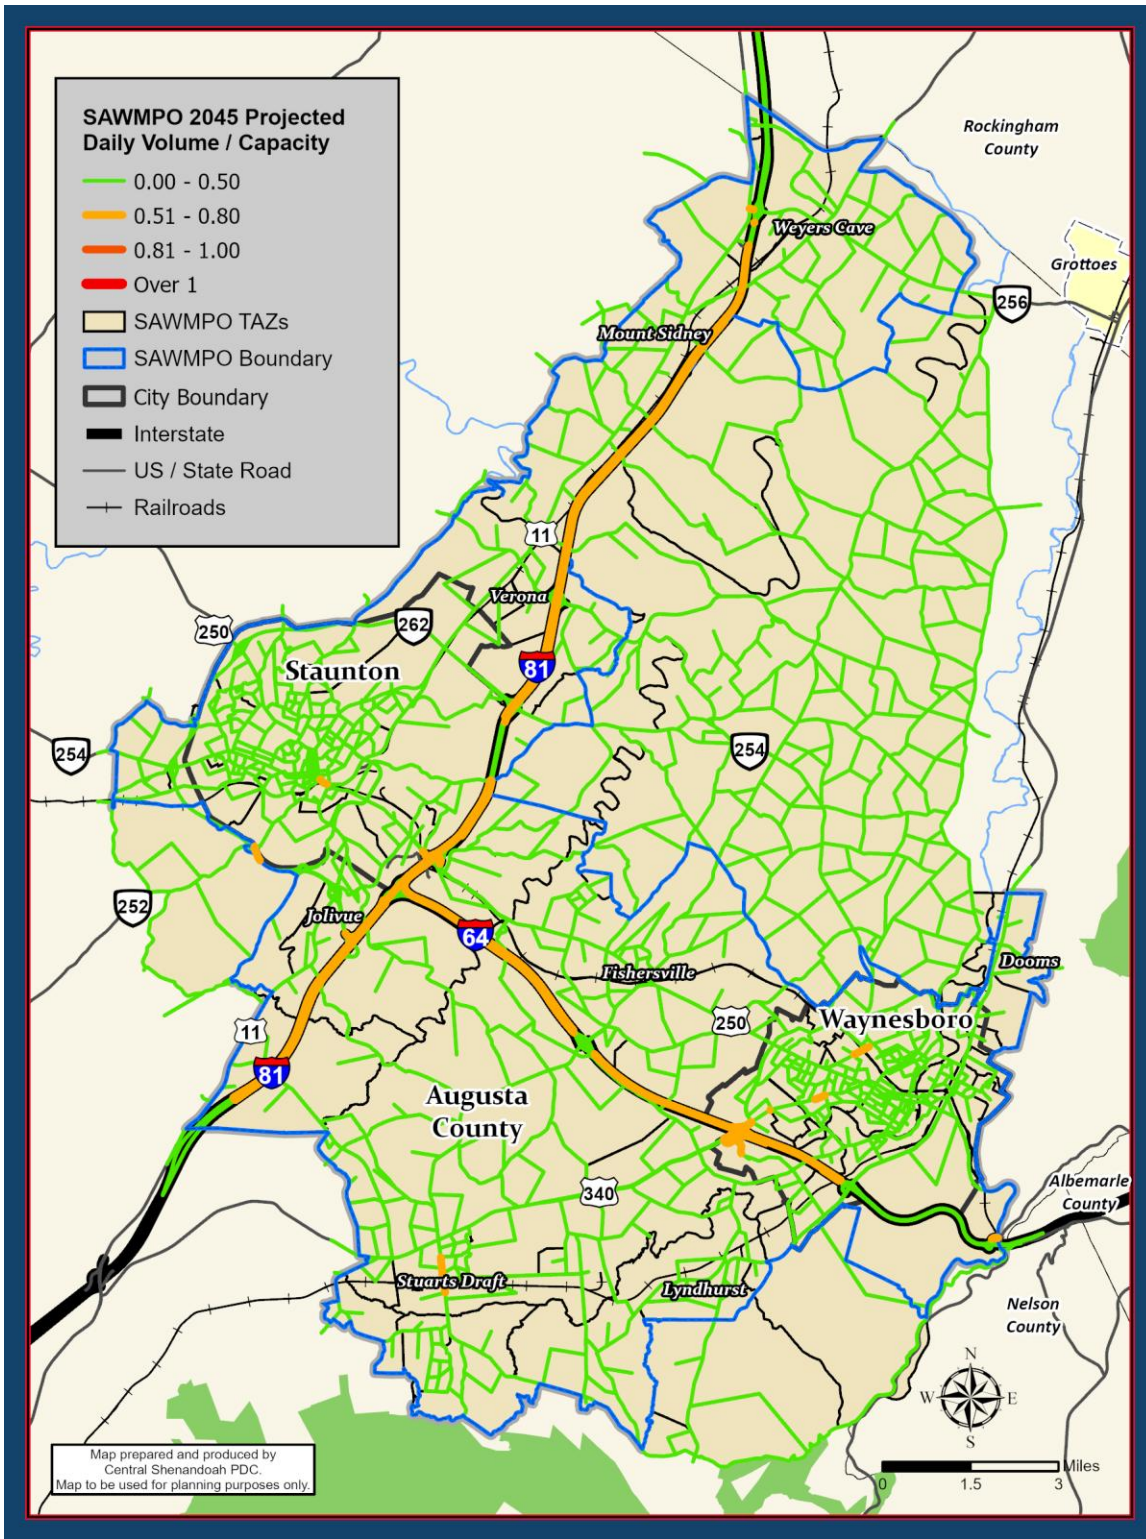 SAWMPO 2045 Projected
Daily Volume / Capacity
0.00 - 0.50
0.51 - 0.80
0.81 - 1.00
Over 1
SAWMPO TAZs
SAWMPO Boundary
City Boundary
Interstate
US / State Road
Railroads
Rockingham
County
Weyers Cave
Grottoes
256
Mount Sidney
11
Verona
250
262
Staunton
81
254
254
252
Jolivue
64
Fishersville
Dooms
11
250
Waynesboro
81
Augusta
County
340
Albemarle
County
Stuarts Draft
Lyndhurst
Nelson
County
N
W
E
S
Miles
0
1.5
3
Map prepared and produced by
Central Shenandoah PDC.
Map to be used for planning purposes only.